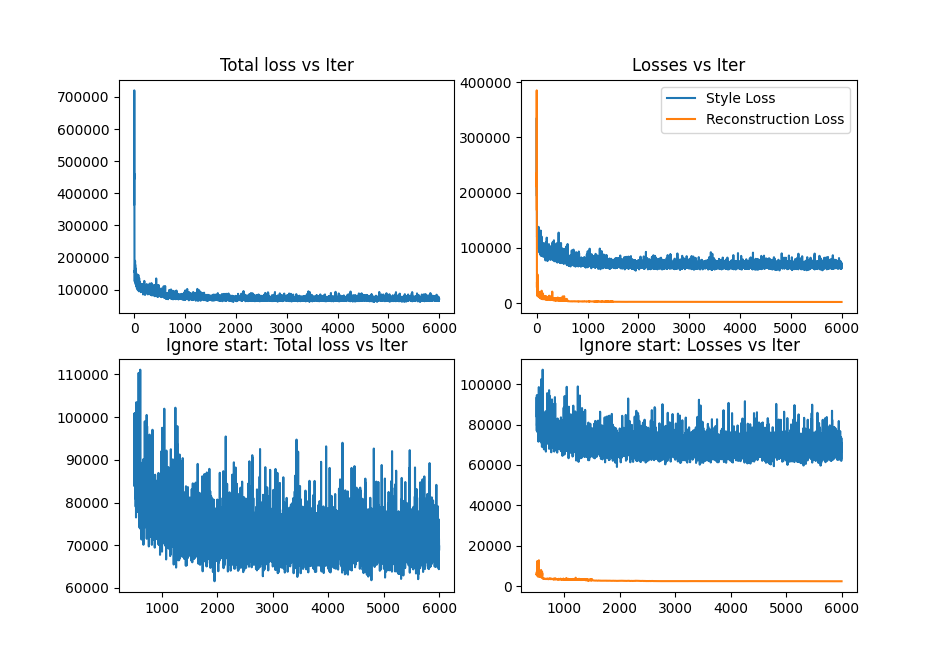 Total loss vs Iter
700000
600000
500000
400000
300000
200000
100000
0 1000 2000 3000 4000 5000 6000
Losses vs Iter
400000
300000
200000
100000
0
Style Loss
Reconstruction Loss
0 1000 2000 3000 4000 5000 6000
Ignore start: Total loss vs Iter
110000
100000
90000
80000
70000
60000
1000 2000 3000 4000 5000 6000
Ignore start: Losses vs Iter
100000
80000
60000
40000
20000
0
1000 2000 3000 4000 5000 6000